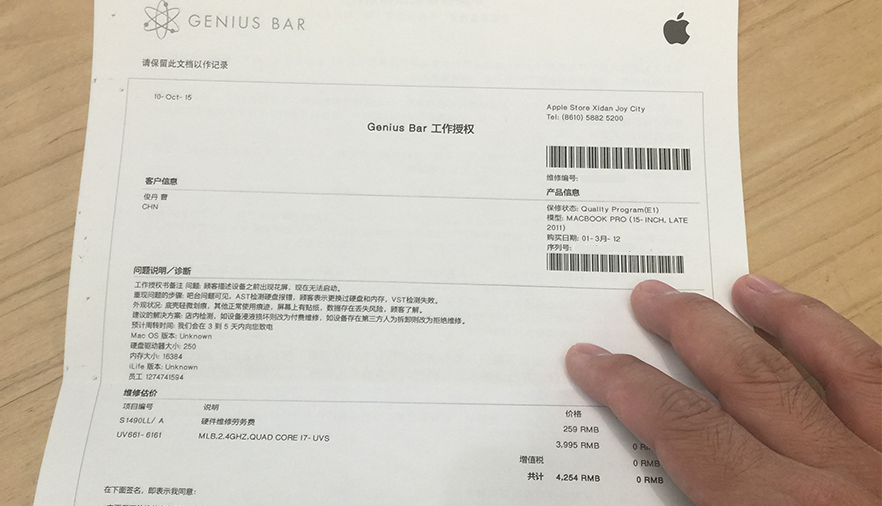 GENIUS BAR
请保留此文档以作记录
10-Oct-15
Apple Store Xidan Joy City
Tel: (8610) 5882 5200
Genius Bar 工作授权
维修编号:
客户信息
产品信息
俊丹 曹
CHN
保修状态: Quality Program(E1)
模型: MACBOOK PRO (15-INCH, LATE
2011)
购买日期: 01-3月-12
序列号:
问题说明/诊断
工作授权书备注 问题: 顾客描述设备之前出现花屏, 现在无法启动。
重现问题的步骤: 吧台问题可见, AST检测硬盘报错, 顾客表示更换过硬盘和内存, VST检测失败。
外观状况: 底壳轻微划痕, 其他正常使用痕迹, 屏幕上有贴纸, 数据存在丢失风险, 顾客了解。
建议的解决方案: 店内检测, 如设备浸液损坏则改为付费维修, 如设备存在第三方人为拆卸则改为拒绝维修。
预计周转时间: 我们会在 3 到 5 天内向您致电
Mac OS 版本: Unknown
硬盘驱动器大小: 250
内存大小: 16384
iLife 版本: Unknown
员工 1274741594
维修估价
项目编号 说明 价格
S1490LL/ A 硬件维修劳务费 259 RMB
UV661-6161 MLB,2.4GHZ,QUAD CORE I7-UVS 3,995 RMB 0
增值税 0 RMB
共计 4,254 RMB 0 RMB
在下面签名，即表示我同意: